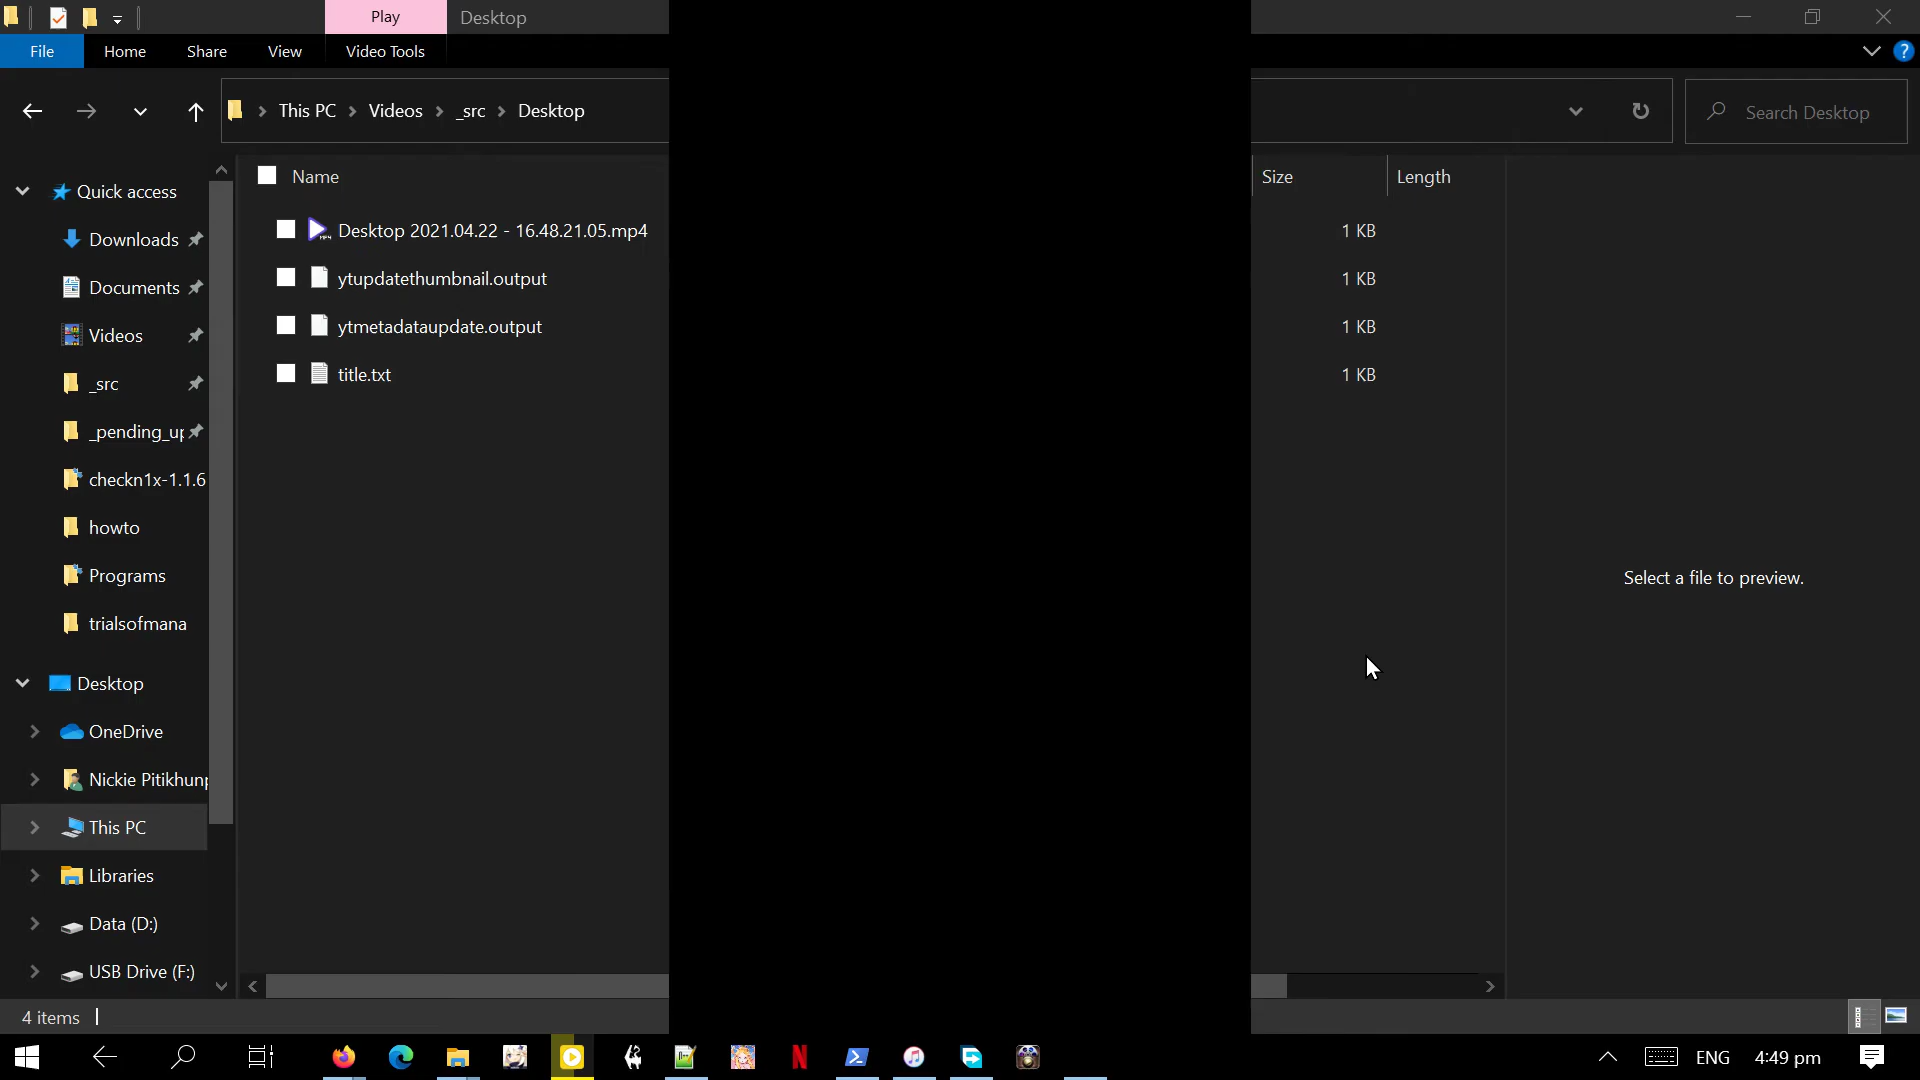 Play
Desktop
File
Home
Share
View
Video Tools
This PC
Videos
_src
Desktop
Search Desktop
Name
Size
Length
Quick access
Downloads
Documents
Videos
_src
_pending_up
checkn1x-1.1.6
howto
Programs
trialsofmana
Desktop
OneDrive
Nickie Pitikhunp
This PC
Libraries
Data (D:)
USB Drive (F:)
Desktop 2021.04.22 - 16.48.21.05.mp4
1 KB
ytupdatethumbnail.output
1 KB
ytmetadataupdate.output
1 KB
title.txt
1 KB
Select a file to preview.
4 items
ENG
4:49 pm